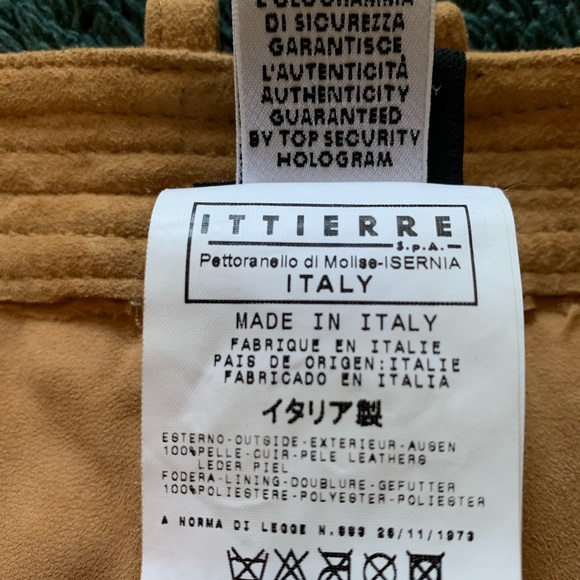 L'OLOGRAMMA
DI SICUREZZA
GARANTISCE
L'AUTENTICITÀ
AUTHENTICITY
GUARANTEED
BY TOP SECURITY
HOLOGRAM
Y
ITTIERRE
S.p.A.
Pettoranello di Molise-ISERNIA
ITALY
MADE IN ITALY
FABRIQUE EN ITALIE
PAIS DE ORIGEN:ITALIE
FABRICADO EN ITALIA
イタリア製
ESTERNO-OUTSIDE-EXTERIEUR-AUSEN
100%PELLE-CUIR-PELE LEATHERS
LEDER PIEL
FODERA-LINING-DOUBLURE-GEFUTTER
100%POLIESTERE-POLYESTER-POLIESTER
A NORMA DI LEGGE N.883 26/11/1973